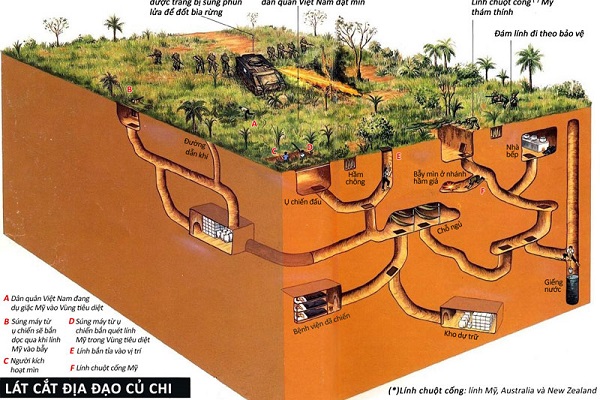 được trang bị súng phun
lửa để đốt bìa rừng
dân quân Việt Nam đặt mìn
Lính chuột cống(*) Mỹ
thám thính
Đám lính đi theo bảo vệ
B
A
C
D
E
F
Đường
dẫn khí
Ụ chiến đấu
Hầm
chông
Bẫy mìn ở nhánh
hầm giả
Nhà
bếp
Chỗ ngủ
Giếng
nước
Bệnh viện dã chiến
Kho dự trữ
A Dân quân Việt Nam đang
dụ giặc Mỹ vào Vùng tiêu diệt
B Súng máy từ
ụ chiến sẽ bắn
dọc qua khi lính
Mỹ vào bẫy
C Người kích
hoạt mìn
D Súng máy từ ụ
chiến bắn quét lính
Mỹ trong Vùng tiêu diệt
E Lính bắn tỉa vào vị trí
F Lính chuột cống Mỹ
LÁT CẮT ĐỊA ĐẠO CỦ CHI
(*)Lính chuột cống: lính Mỹ, Australia và New Zealand